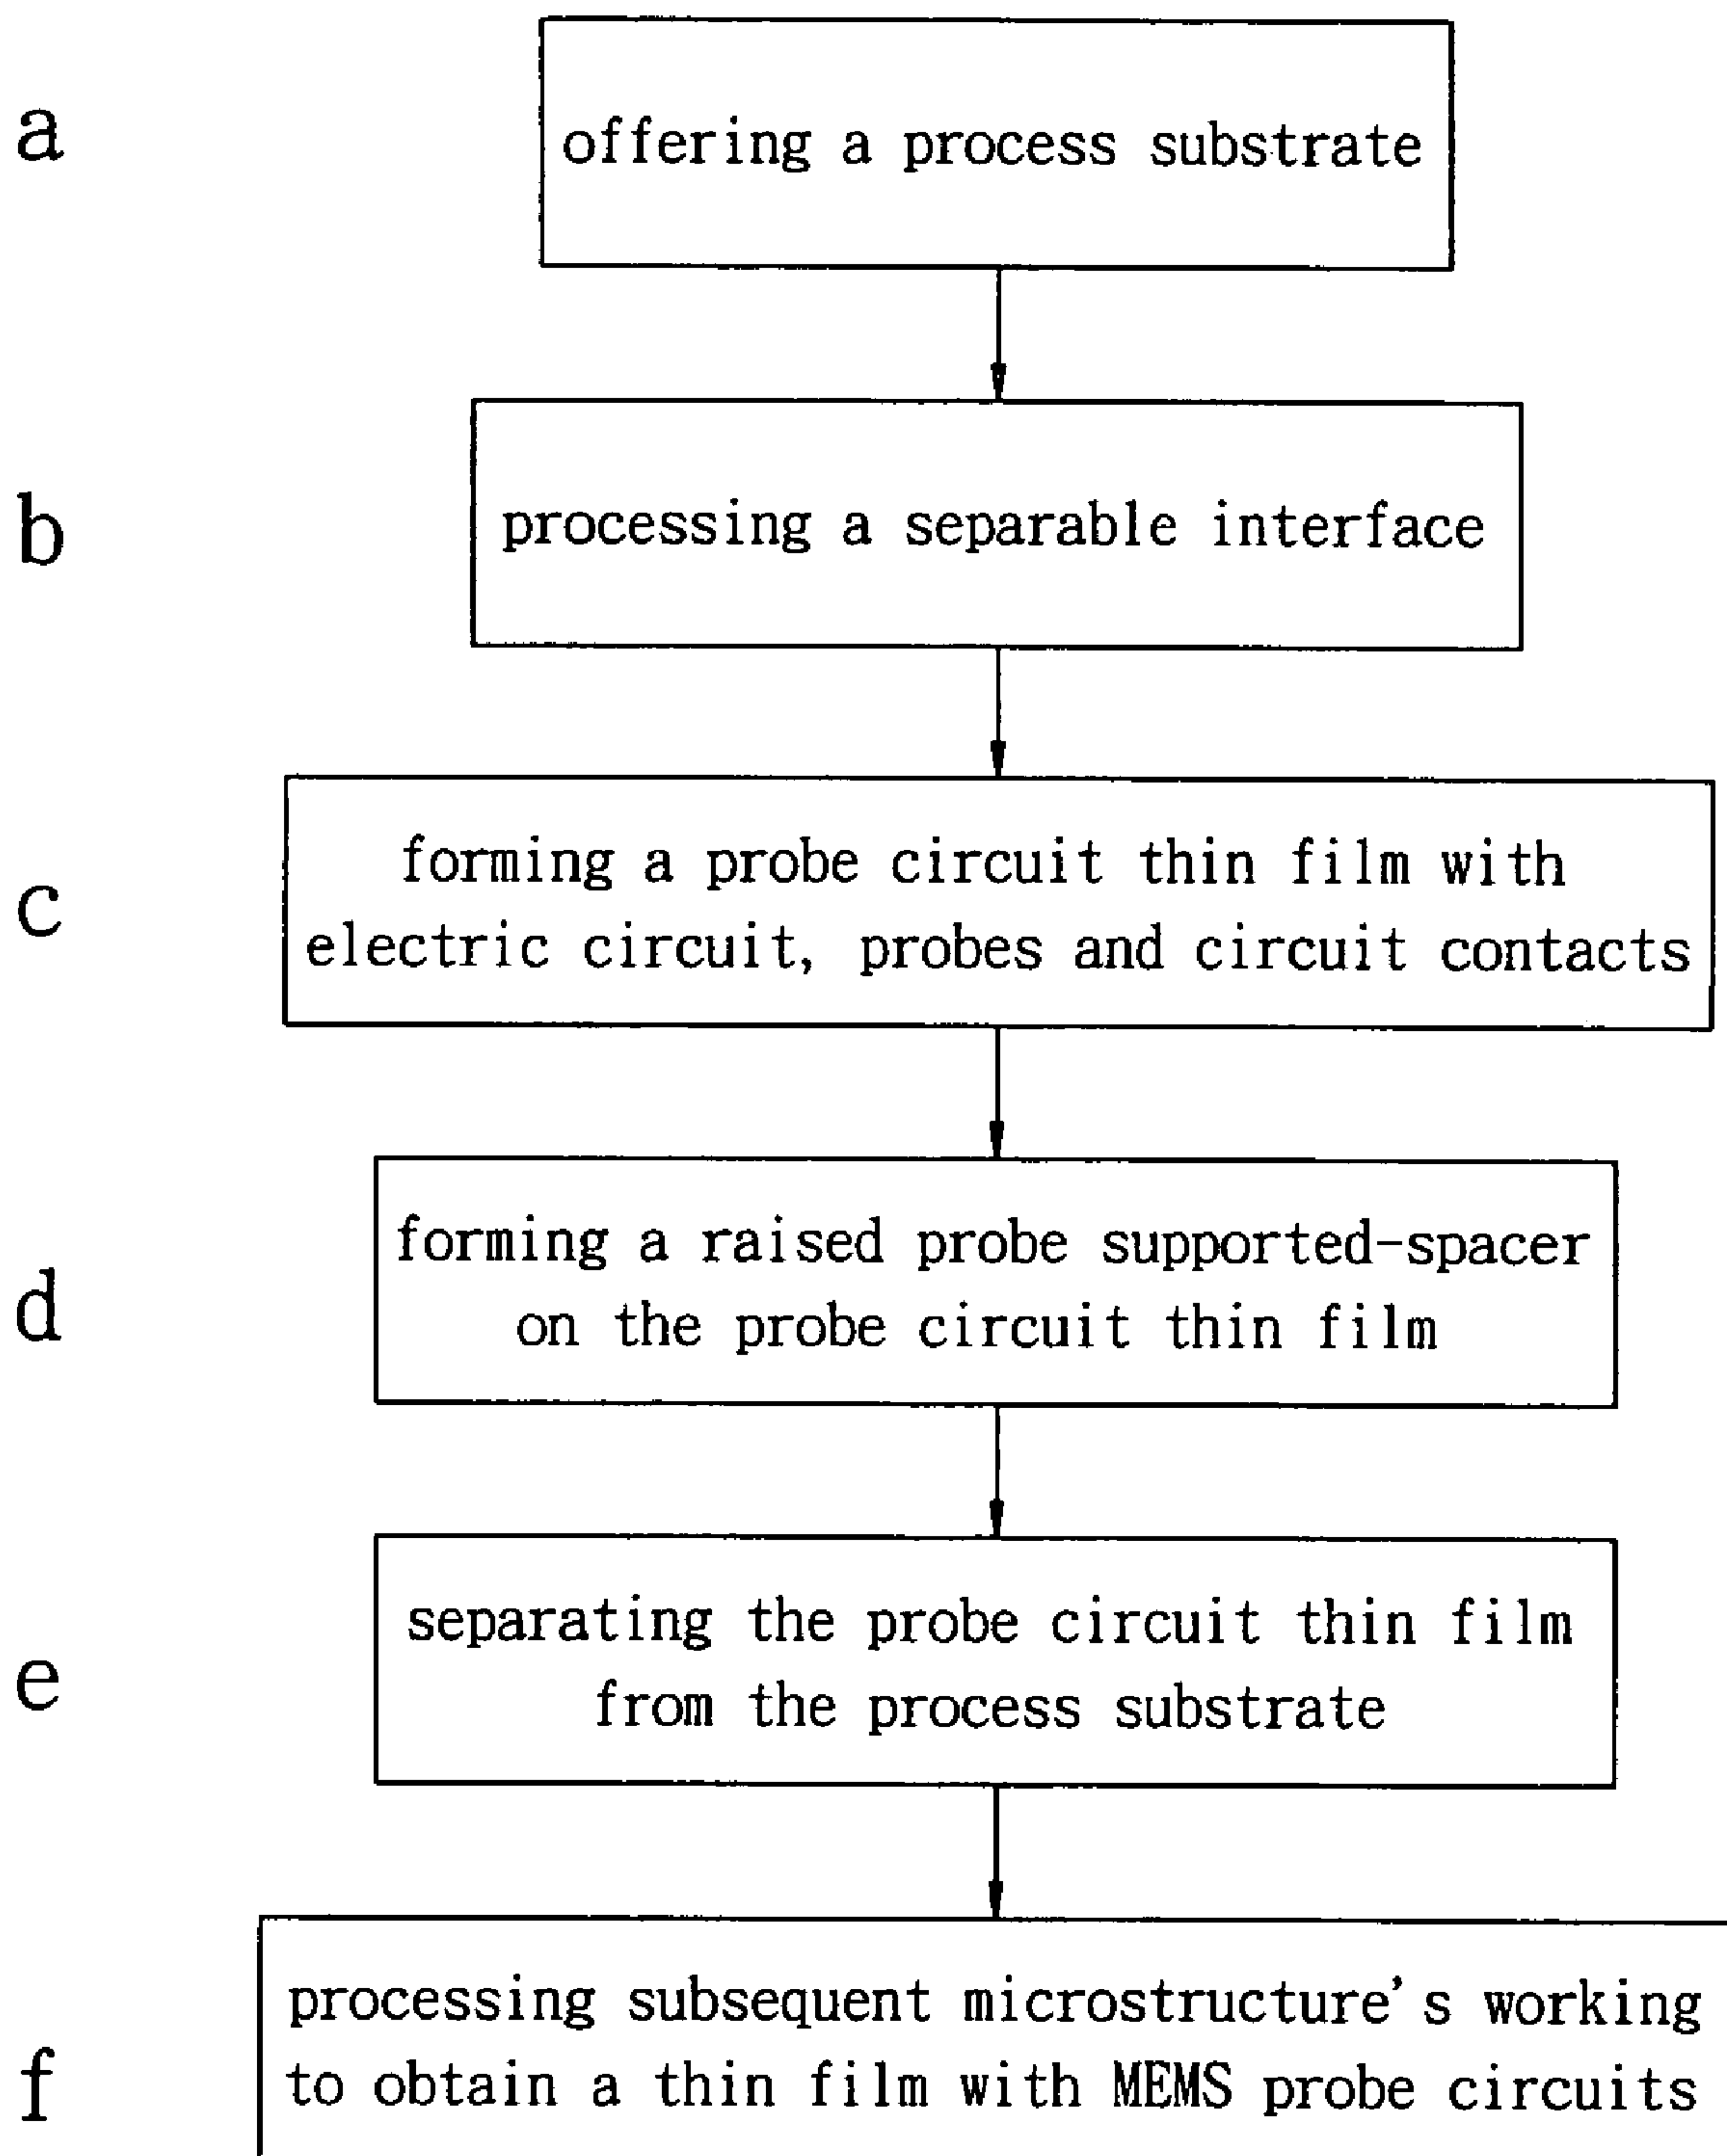 a
offering a process substrate
b
processing a separable interface
c
forming a probe circuit thin film with
electric circuit, probes and circuit contacts
d
forming a raised probe supported-spacer
on the probe circuit thin film
e
separating the probe circuit thin film
from the process substrate
f
processing subsequent microstructure's working
to obtain a thin film with MEMS probe circuits